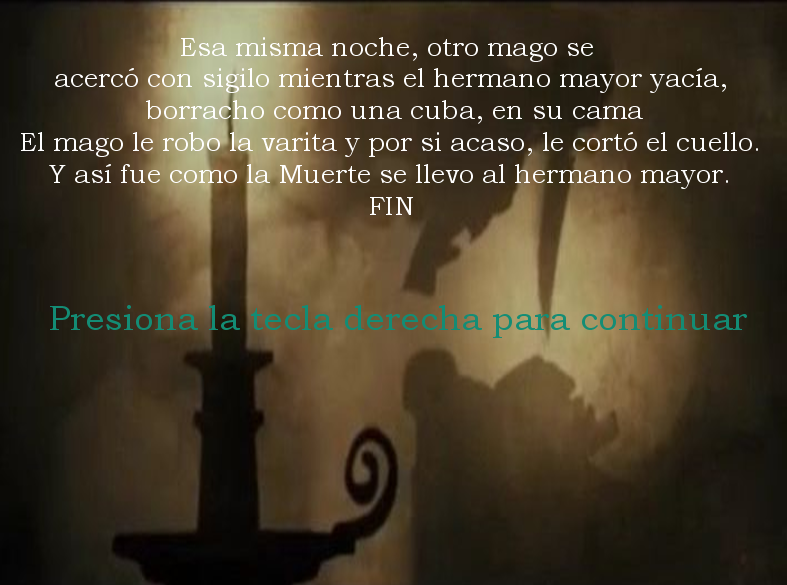 Esa misma noche, otro mago se
acercó con sigilo mientras el hermano mayor yacía,
borracho como una cuba, en su cama
El mago le robo la varita y por si acaso, le cortó el cuello.
Y así fue como la Muerte se llevo al hermano mayor.
FIN
Presiona la tecla derecha para continuar